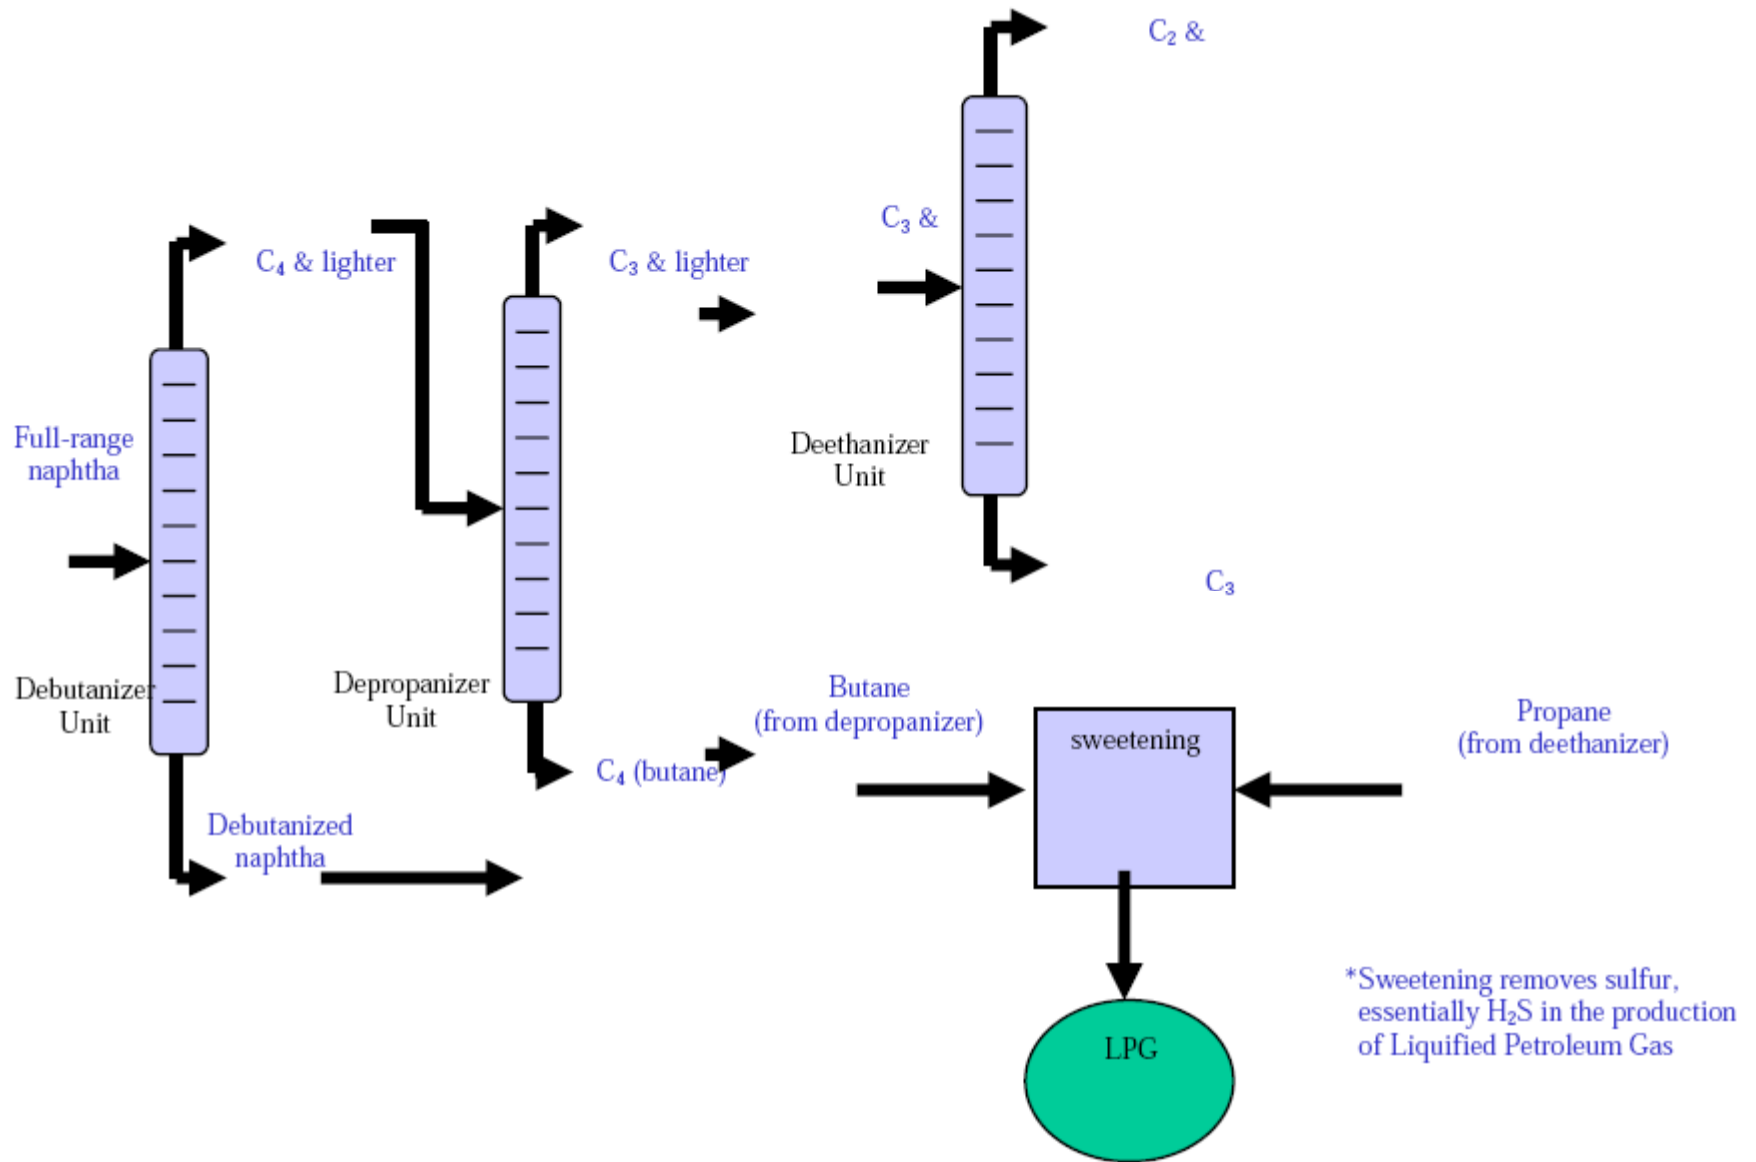 C₂ &
C₃ &
C₄ & lighter
C₃ & lighter
Full-range
naphtha
Deethanizer
Unit
C₃
Debutanizer
Unit
Depropanizer
Unit
Butane
(from depropanizer)
sweetening
Propane
(from deethanizer)
C₄ (butane)
Debutanized
naphtha
*Sweetening removes sulfur,
essentially H₂S in the production
of Liquified Petroleum Gas
LPG